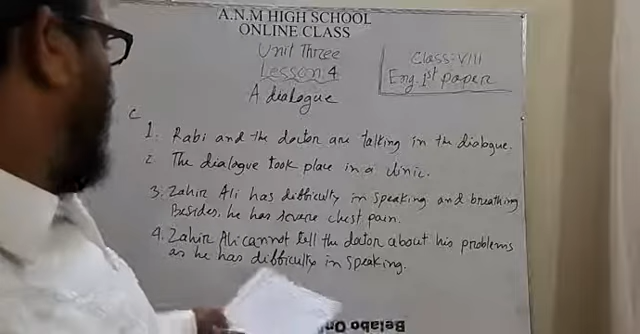 A.N.M HIGH SCHOOL
ONLINE CLASS
Unit Three
Lesson: 4
A dialogue
Class: VIII
Eng. 1st paper
C
1. Rabi and the doctor are talking in the dialogue.
2. The dialogue took place in a clinic.
3. Zahir Ali has difficulty in speaking and breathing
Besides, he has severe chest pain.
4. Zahir Ali cannot tell the doctor about his problems
as he has difficulty in speaking.
Belabo On